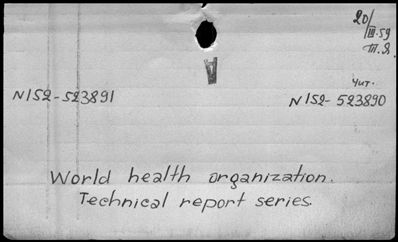 20/III.59
Чит.
N152-523891
N152-523890
World health organization.
Technical report series.